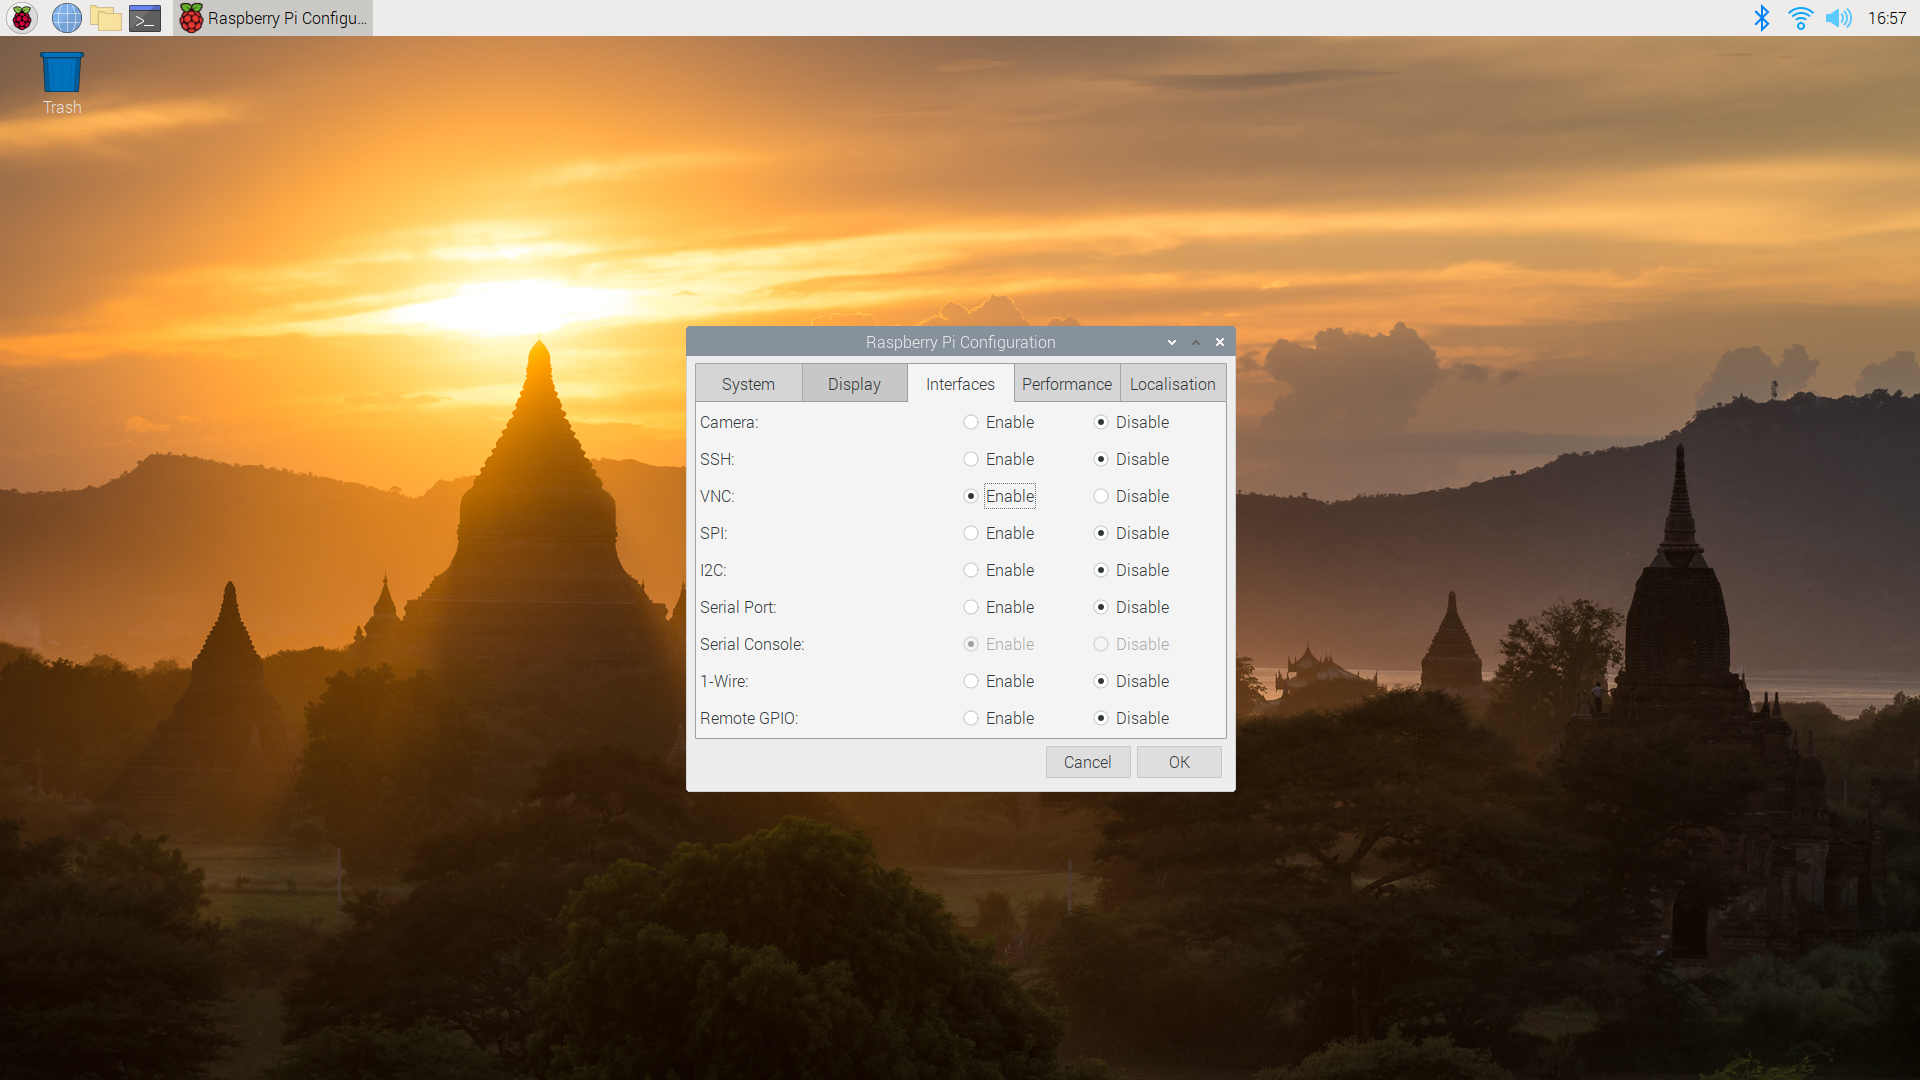 Raspberry Pi Configu... 16:57
Trash
Raspberry Pi Configuration
System Display Interfaces Performance Localisation
Camera: Enable Disable
SSH: Enable Disable
VNC: Enable Disable
SPI: Enable Disable
I2C: Enable Disable
Serial Port: Enable Disable
Serial Console: Enable Disable
1-Wire: Enable Disable
Remote GPIO: Enable Disable
Cancel OK